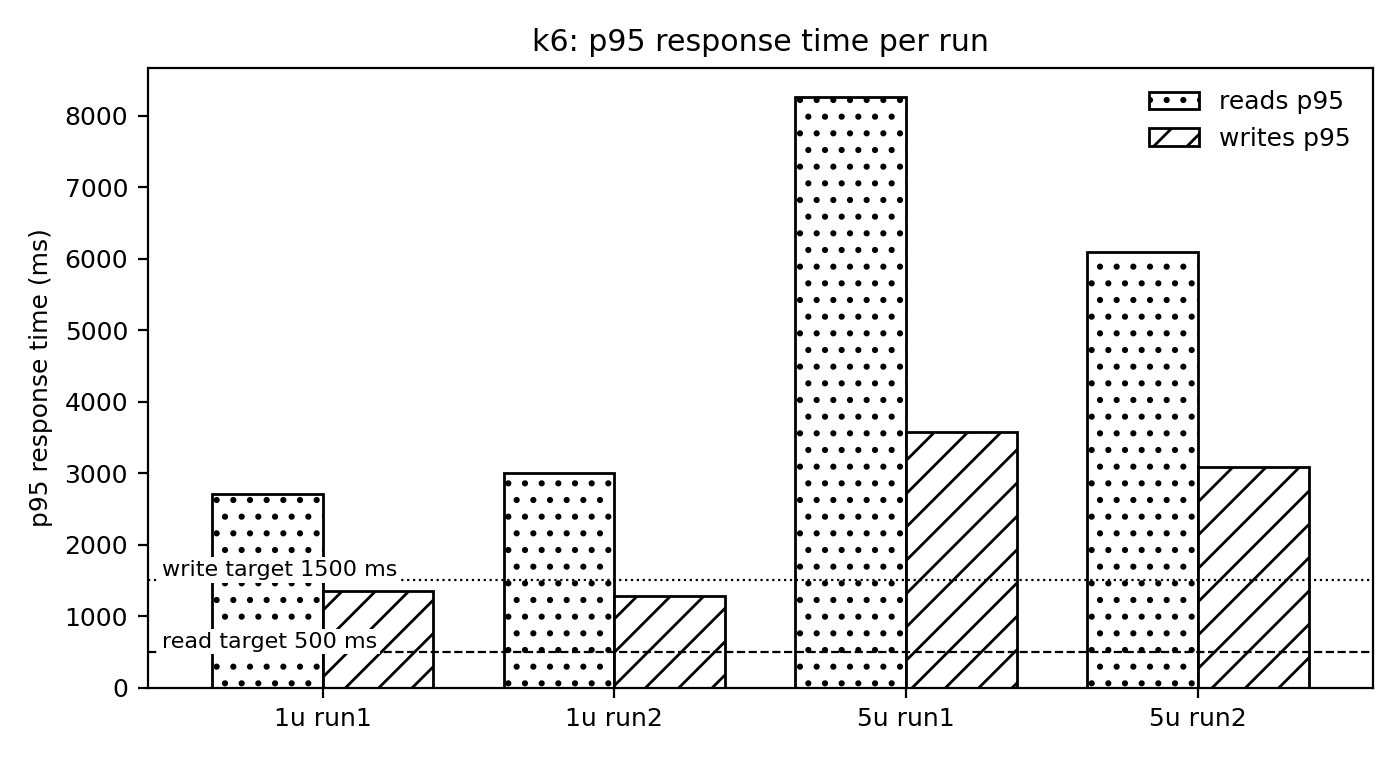 k6: p95 response time per run
p95 response time (ms)
8000
7000
6000
5000
4000
3000
2000
1000
0
reads p95
writes p95
write target 1500 ms
read target 500 ms
1u run1
1u run2
5u run1
5u run2